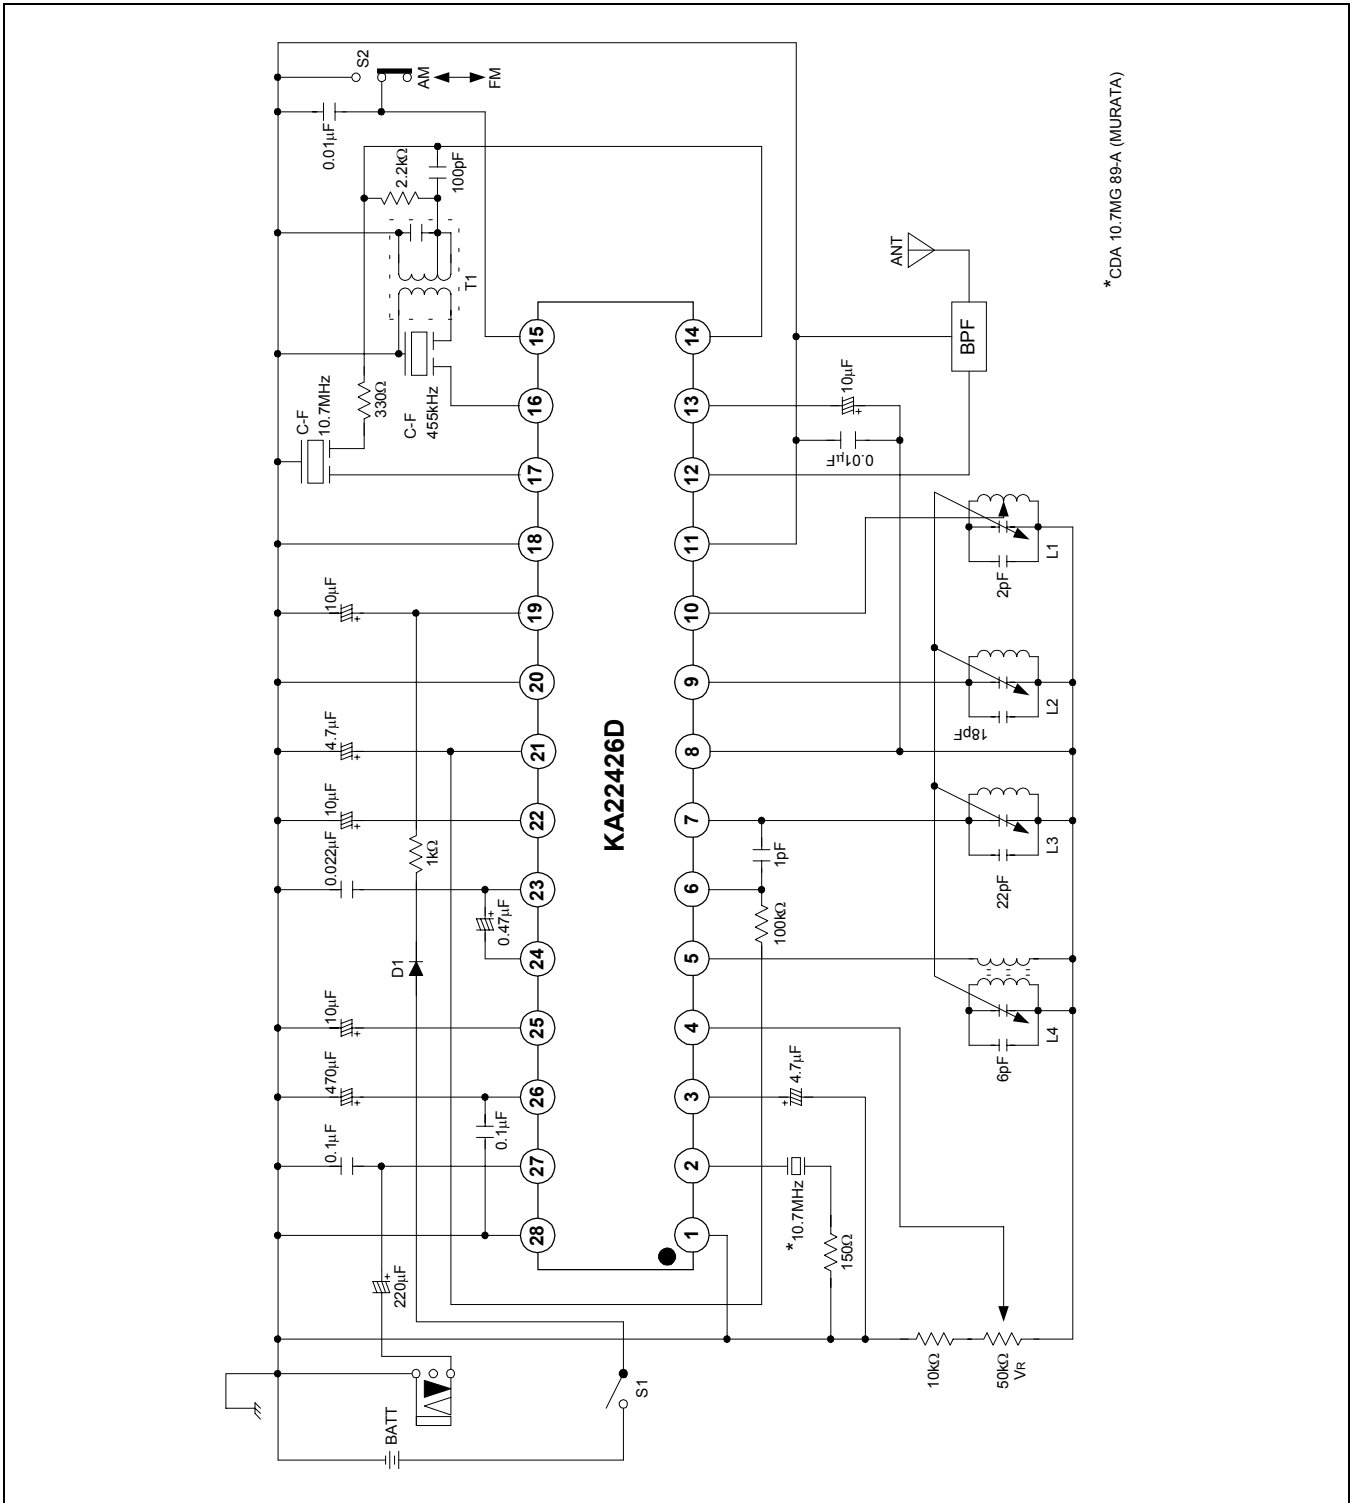 S2
AM
FM
0.01µF
2.2kΩ
100pF
T1
C-F
10.7MHz
330Ω
C-F
455kHz
*CDA 10.7MG 89-A (MURATA)
ANT
BPF
10µF
0.01µF
15
16
17
18
19
20
21
22
23
24
25
26
27
28
14
13
12
11
10
9
8
7
6
5
4
3
2
1
KA22426D
10µF
4.7µF
10µF
0.022µF
1kΩ
0.47µF
D1
10µF
470µF
0.1µF
0.1µF
220µF
BATT
S1
1pF
100kΩ
4.7µF
*10.7MHz
150Ω
10kΩ
50kΩ
VR
2pF
L1
18pF
L2
22pF
L3
6pF
L4